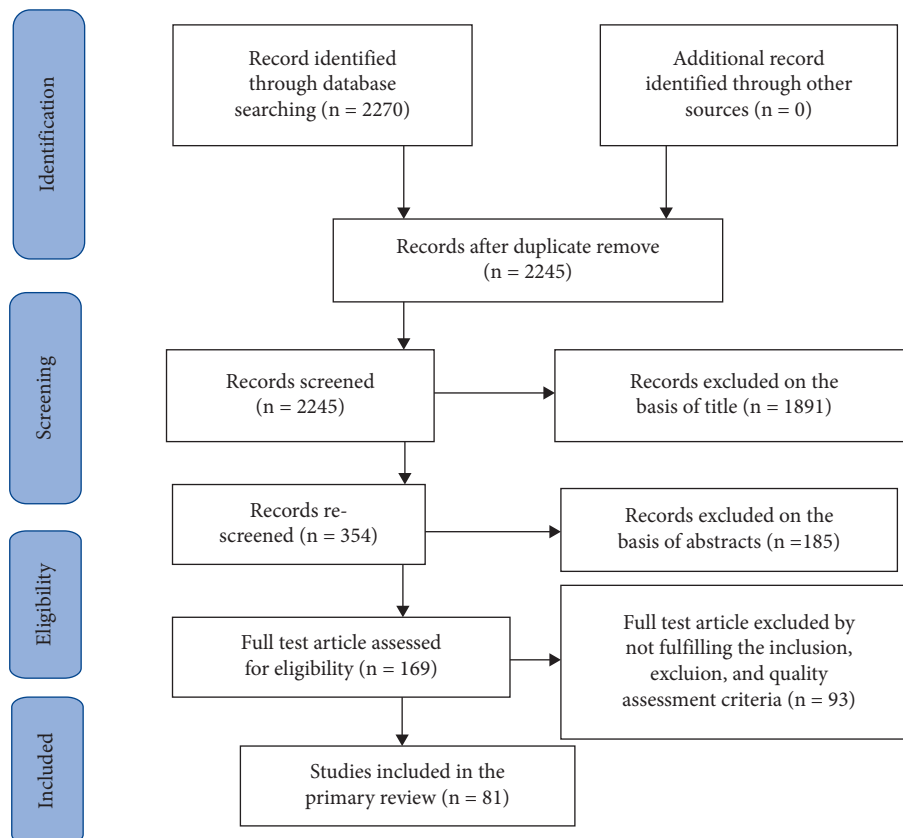 Identification
Record identified
through database
searching (n = 2270)
Additional record
identified through other
sources (n = 0)
Records after duplicate remove
(n = 2245)
Screening
Records screened
(n = 2245)
Records excluded on the
basis of title (n = 1891)
Records re-
screened (n = 354)
Records excluded on the
basis of abstracts (n =185)
Eligibility
Full test article assessed
for eligibility (n = 169)
Full test article excluded by
not fulfilling the inclusion,
excluion, and quality
assessment criteria (n = 93)
Included
Studies included in the
primary review (n = 81)